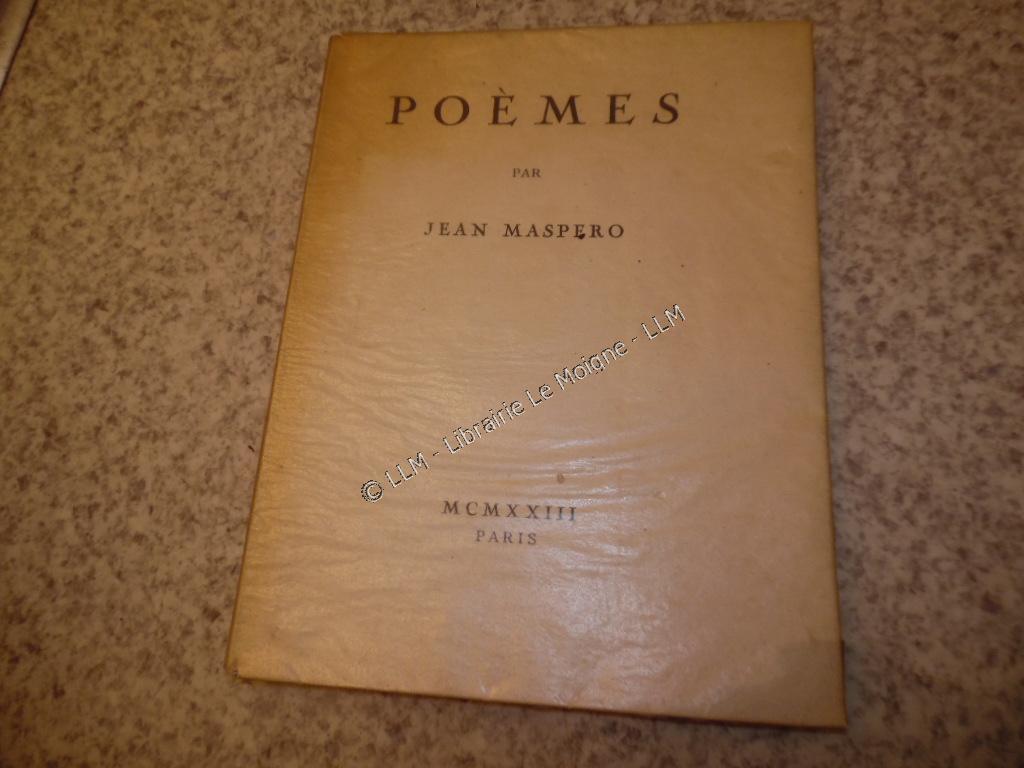 POÈMES
PAR
JEAN MASPERO
© LLM - Librairie Le Moigne - LLM
MCMXXIII
PARIS